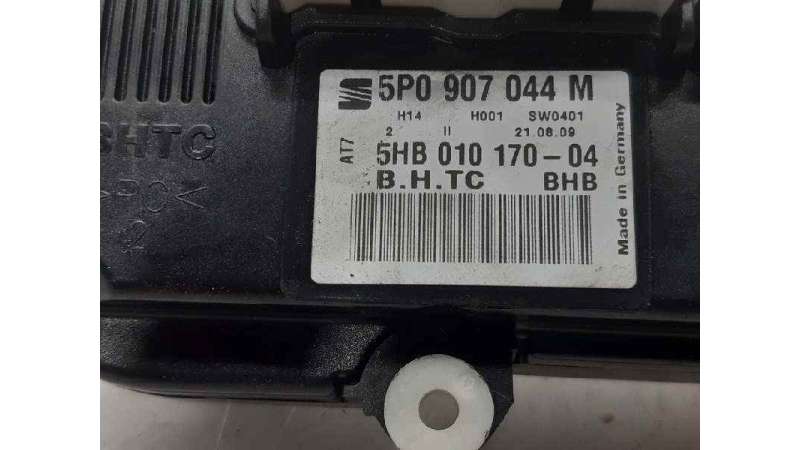 5P0 907 044 M
H14 H001 SW0401
2 II 21.08.09
AT7
5HB 010 170-04
B.H.TC BHB
Made in Germany
BHTC
>PC<